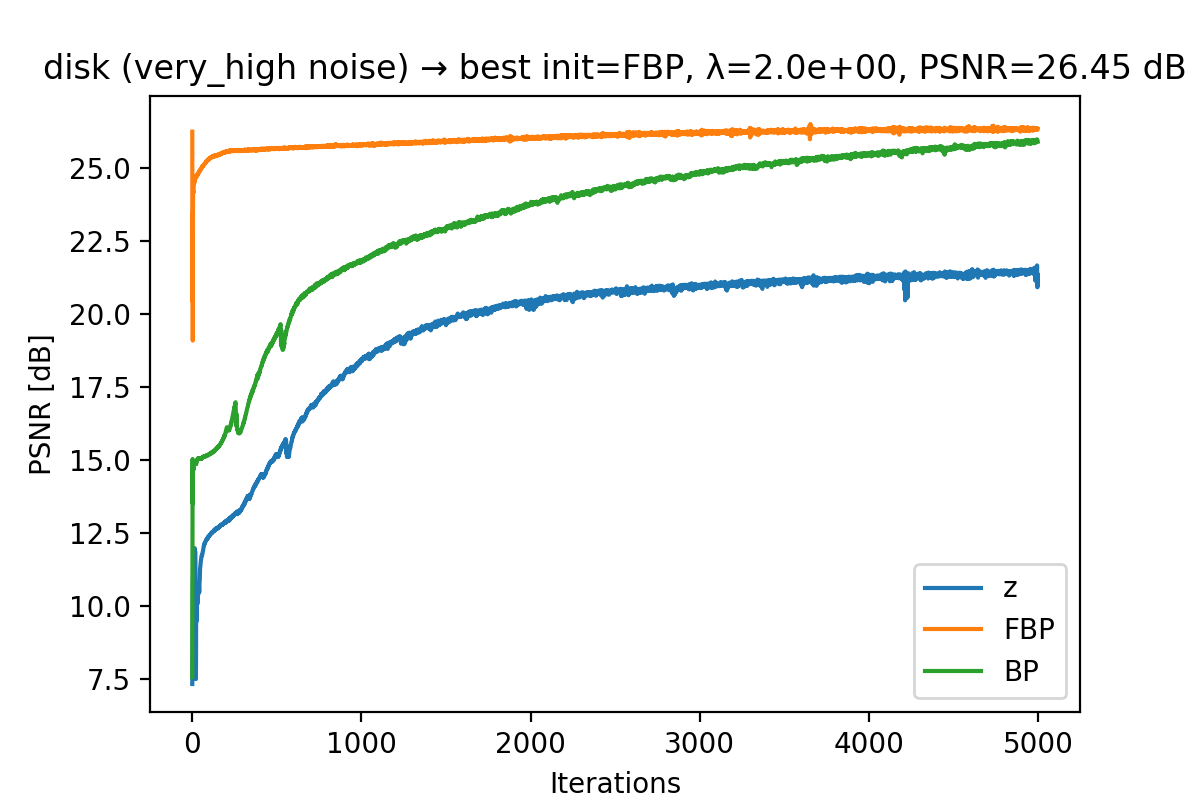 disk (very_high noise) → best init=FBP, λ=2.0e+00, PSNR=26.45 dB
PSNR [dB]
25.0
22.5
20.0
17.5
15.0
12.5
10.0
7.5
z
FBP
BP
0 1000 2000 3000 4000 5000
Iterations